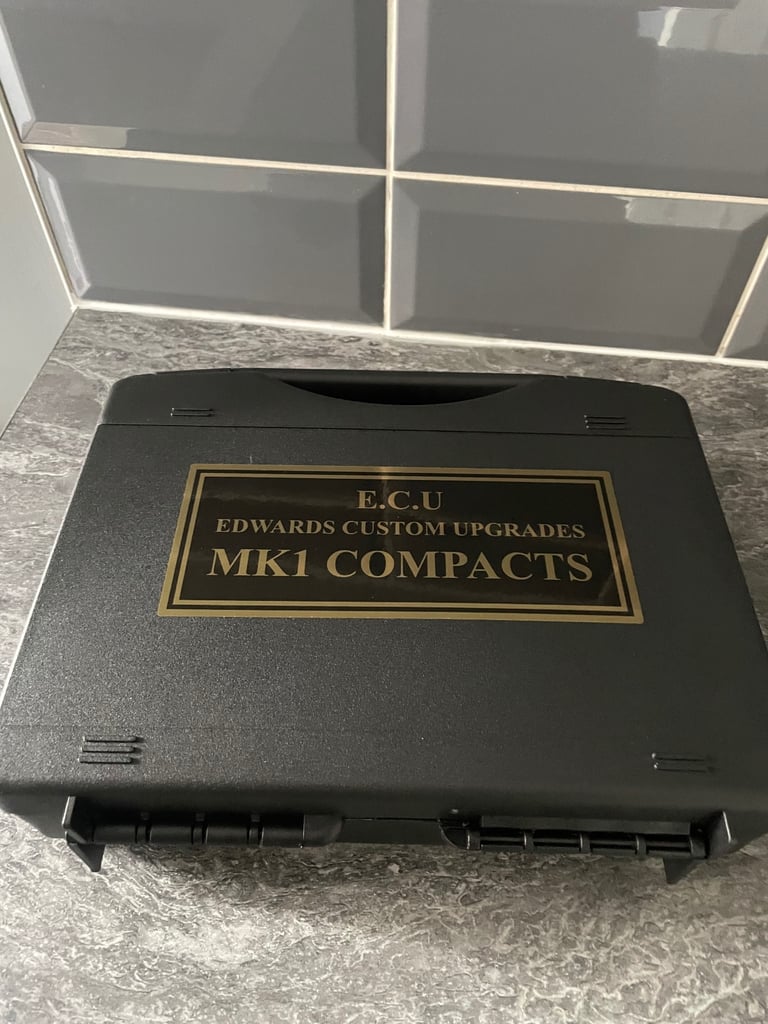 E.C.U
EDWARDS CUSTOM UPGRADES
MK1 COMPACTS